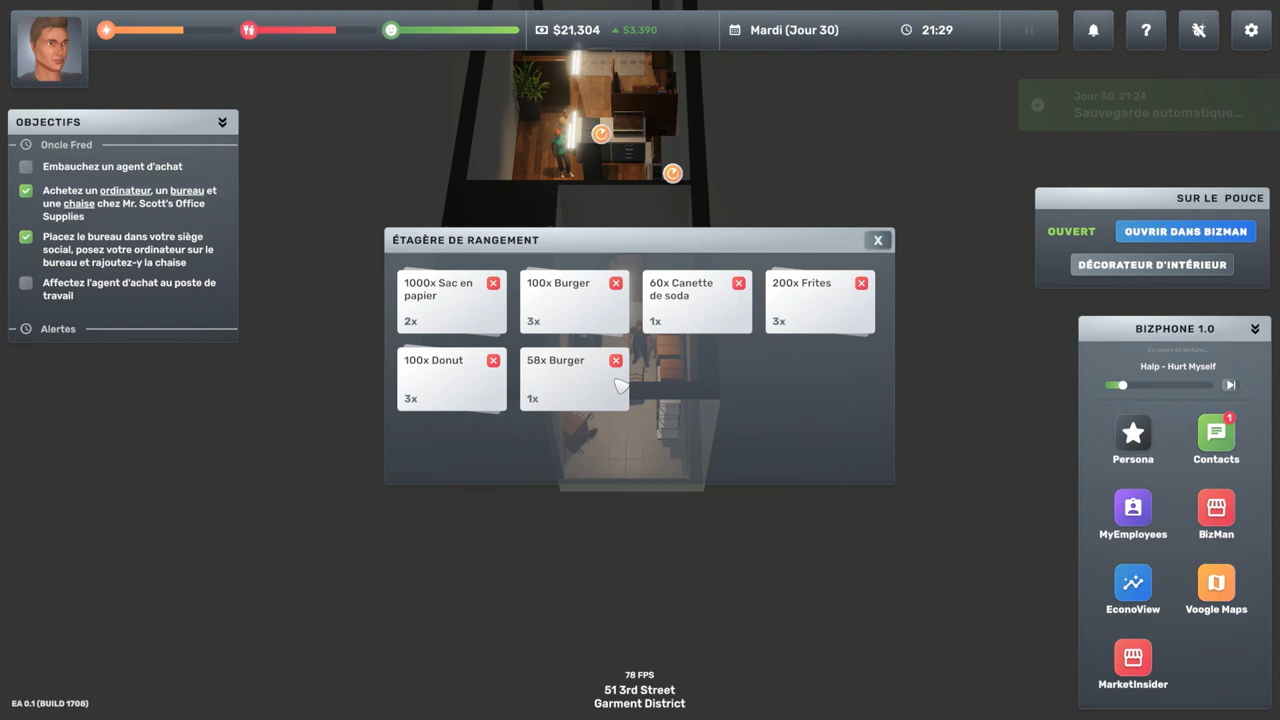 $21,304
$3,390
Mardi (Jour 30)
21:29
?
Jour 30, 21:24
Sauvegarde automatique...
OBJECTIFS
Oncle Fred
Embauchez un agent d'achat
Achetez un ordinateur, un bureau et
une chaise chez Mr. Scott's Office
Supplies
Placez le bureau dans votre siège
social, posez votre ordinateur sur le
bureau et rajoutez-y la chaise
Affectez l'agent d'achat au poste de
travail
Alertes
ÉTAGÈRE DE RANGEMENT
X
1000x Sac en
papier
2x
100x Burger
3x
60x Canette
de soda
1x
200x Frites
3x
100x Donut
3x
58x Burger
1x
SUR LE POUCE
OUVERT
OUVRIR DANS BIZMAN
DÉCORATEUR D'INTÉRIEUR
BIZPHONE 1.0
En cours de lecture...
Halp - Hurt Myself
Persona
1
Contacts
MyEmployees
BizMan
EconoView
Voogle Maps
MarketInsider
78 FPS
51 3rd Street
Garment District
EA 0.1 (BUILD 1708)